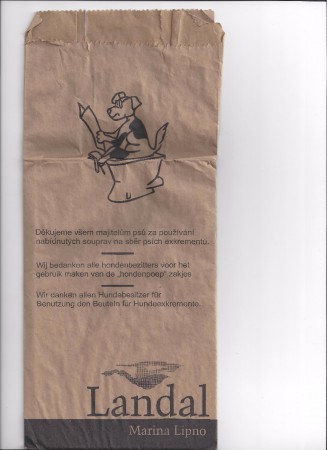 Děkujeme všem majitelům psů za používání
nabídnutých souprav na sběr psích exkrementů.
Wij bedanken alle hondenbezitters voor het
gebruik maken van de „hondenpoep" zakjes.
Wir danken allen Hundebesitzer für
Benutzung den Beuteln für Hundeexkremente.
Landal
Marina Lipno